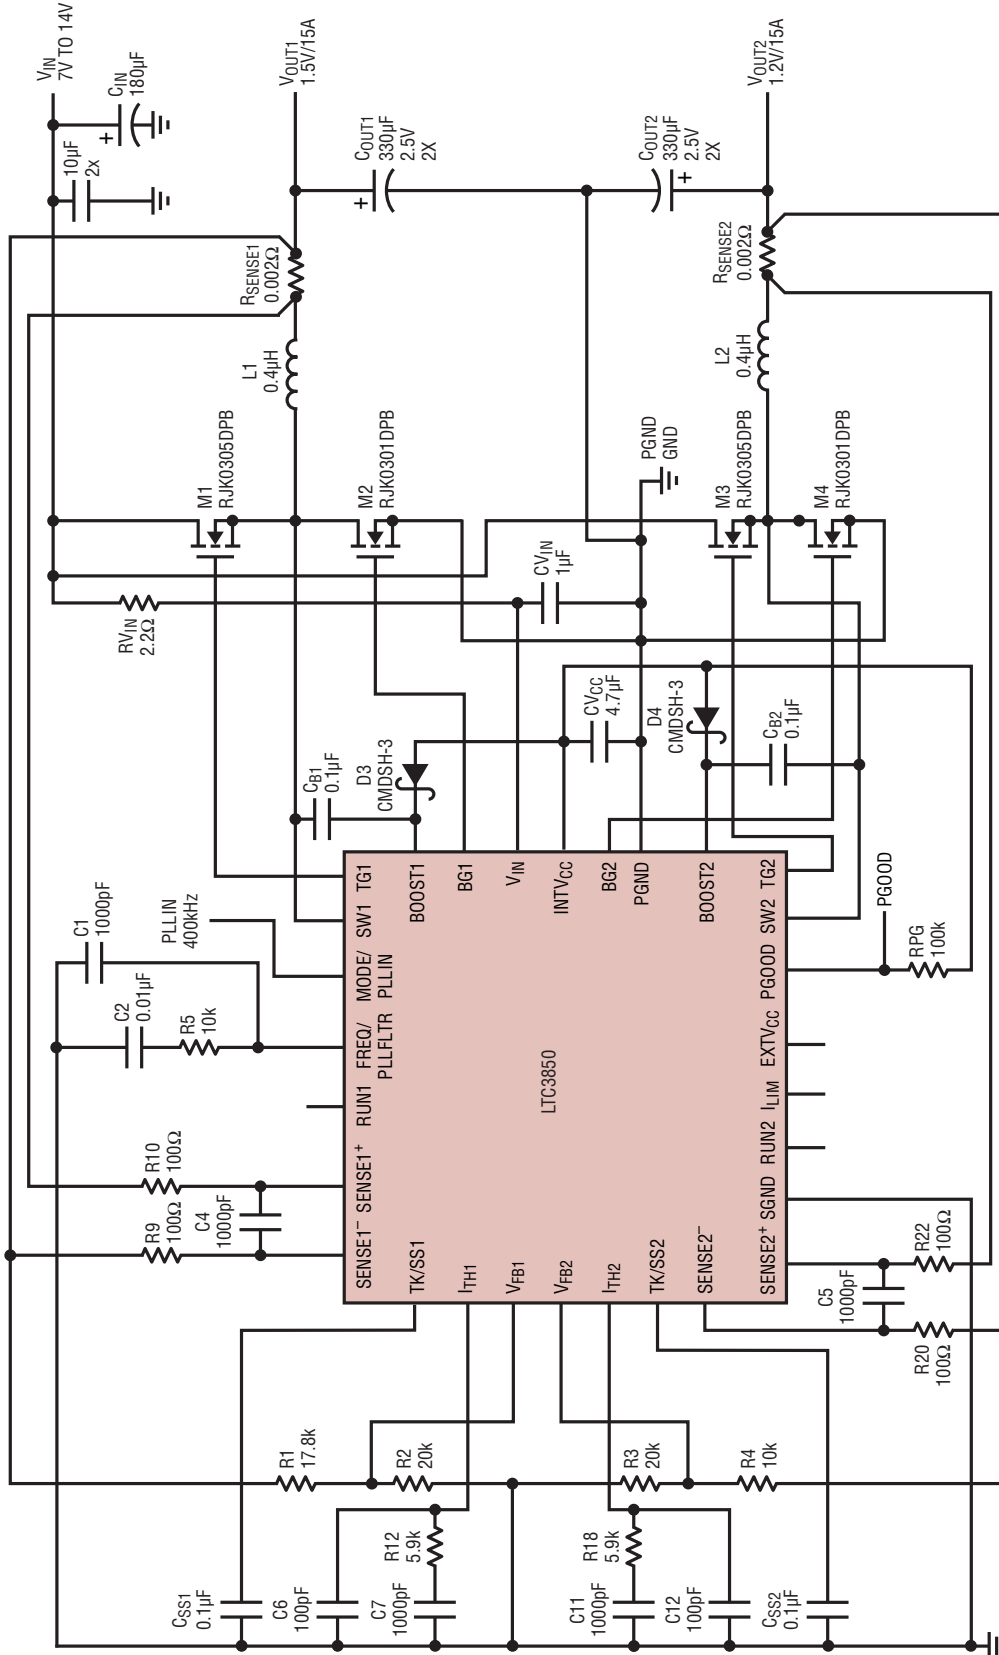 VIN
7V TO 14V
CIN
180µF
+
10µF
2x
VOUT1
1.5V/15A
COUT1
330µF
2.5V
2X
+
COUT2
330µF
2.5V
2X
+
VOUT2
1.2V/15A
RSENSE1
0.002Ω
RSENSE2
0.002Ω
L1
0.4µH
L2
0.4µH
M1
RJK0305DPB
M2
RJK0301DPB
PGND
GND
M3
RJK0305DPB
M4
RJK0301DPB
RVIN
2.2Ω
CVIN
1µF
CB1
0.1µF
D3
CMDSH-3
CVCC
4.7µF
D4
CMDSH-3
CB2
0.1µF
C1
1000pF
PLLIN
400kHz
C2
0.01µF
R5
10k
R10
100Ω
R9
100Ω
C4
1000pF
TG1
SW1
MODE/
PLLIN
FREQ/
PLLFLTR
RUN1
SENSE1+
SENSE1–
BOOST1
BG1
VIN
INTVCC
BG2
PGND
BOOST2
LTC3850
TG2
SW2
PGOOD
EXTVCC
ILIM
RUN2
SGND
SENSE2+
TK/SS1
ITH1
VFB1
VFB2
ITH2
TK/SS2
SENSE2–
PGOOD
RPG
100k
R22
100Ω
C5
1000pF
R20
100Ω
R1
17.8k
R2
20k
R3
20k
R4
10k
R12
5.9k
R18
5.9k
CSS1
0.1µF
C6
100pF
C7
1000pF
C11
1000pF
C12
100pF
CSS2
0.1µF